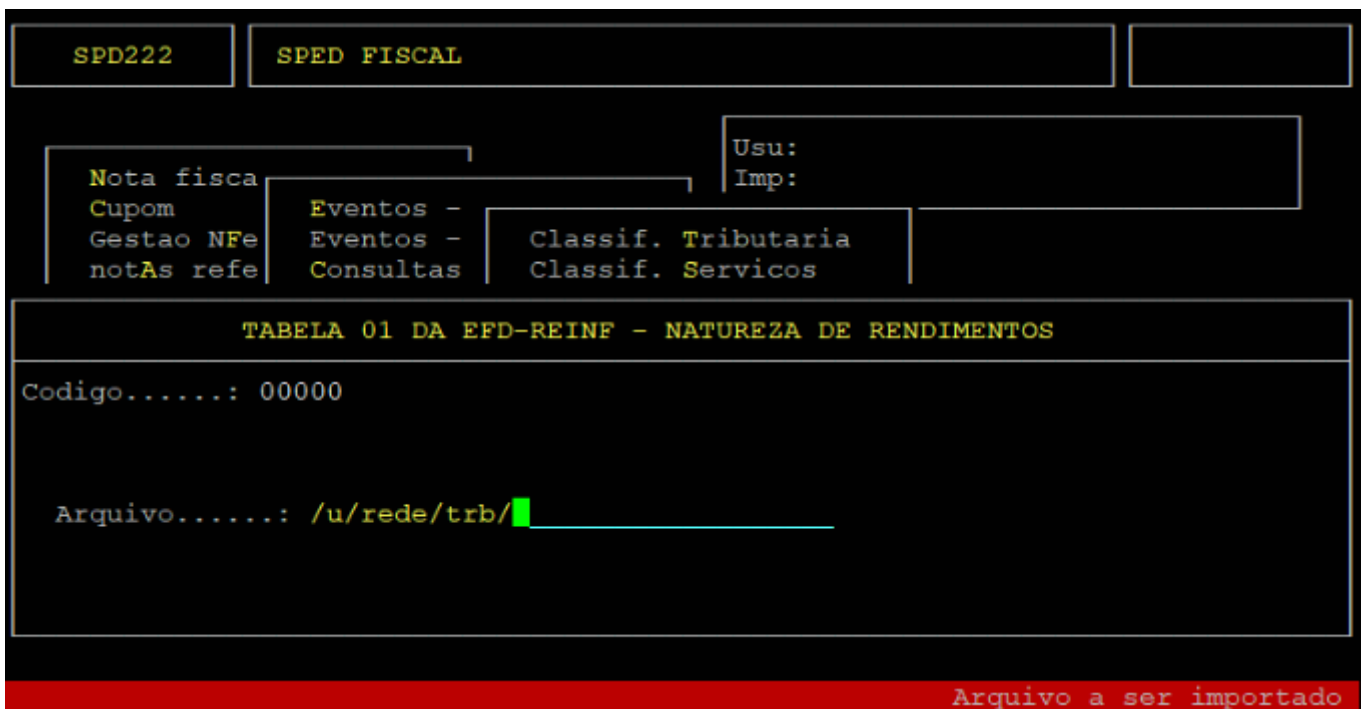 SPD222
SPED FISCAL
Usu:
Imp:
Nota fisca
Cupom
Gestao NFe
notAs refe
Eventos -
Eventos -
Consultas
Classif. Tributaria
Classif. Servicos
TABELA 01 DA EFD-REINF - NATUREZA DE RENDIMENTOS
Codigo......: 00000
Arquivo......: /u/rede/trb/
Arquivo a ser importado